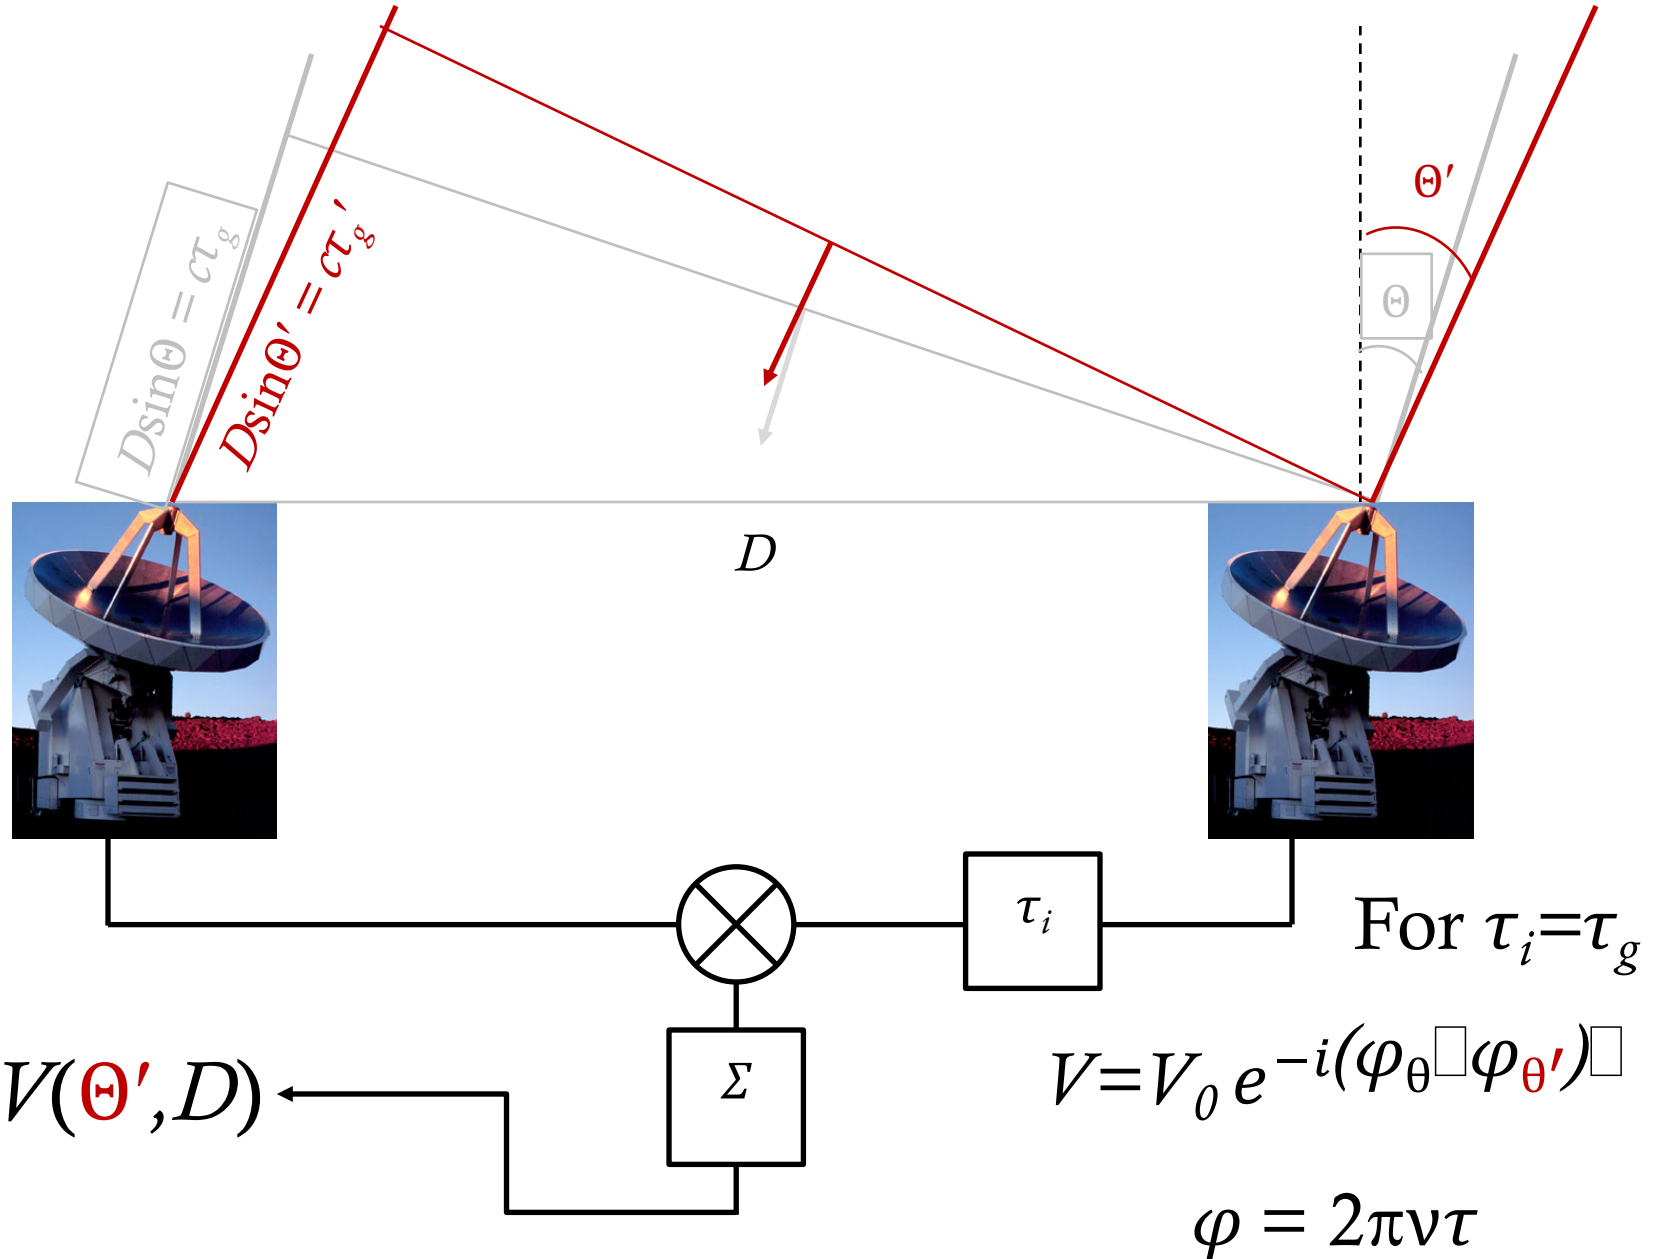 Θ′
Θ
Dsinθ = cτg
DsinΘ′ = cτg′
D
τi
For τi=τg
Σ
V(Θ′,D)
V=V0 e−i(φθ□φθ′)□
φ = 2πντ